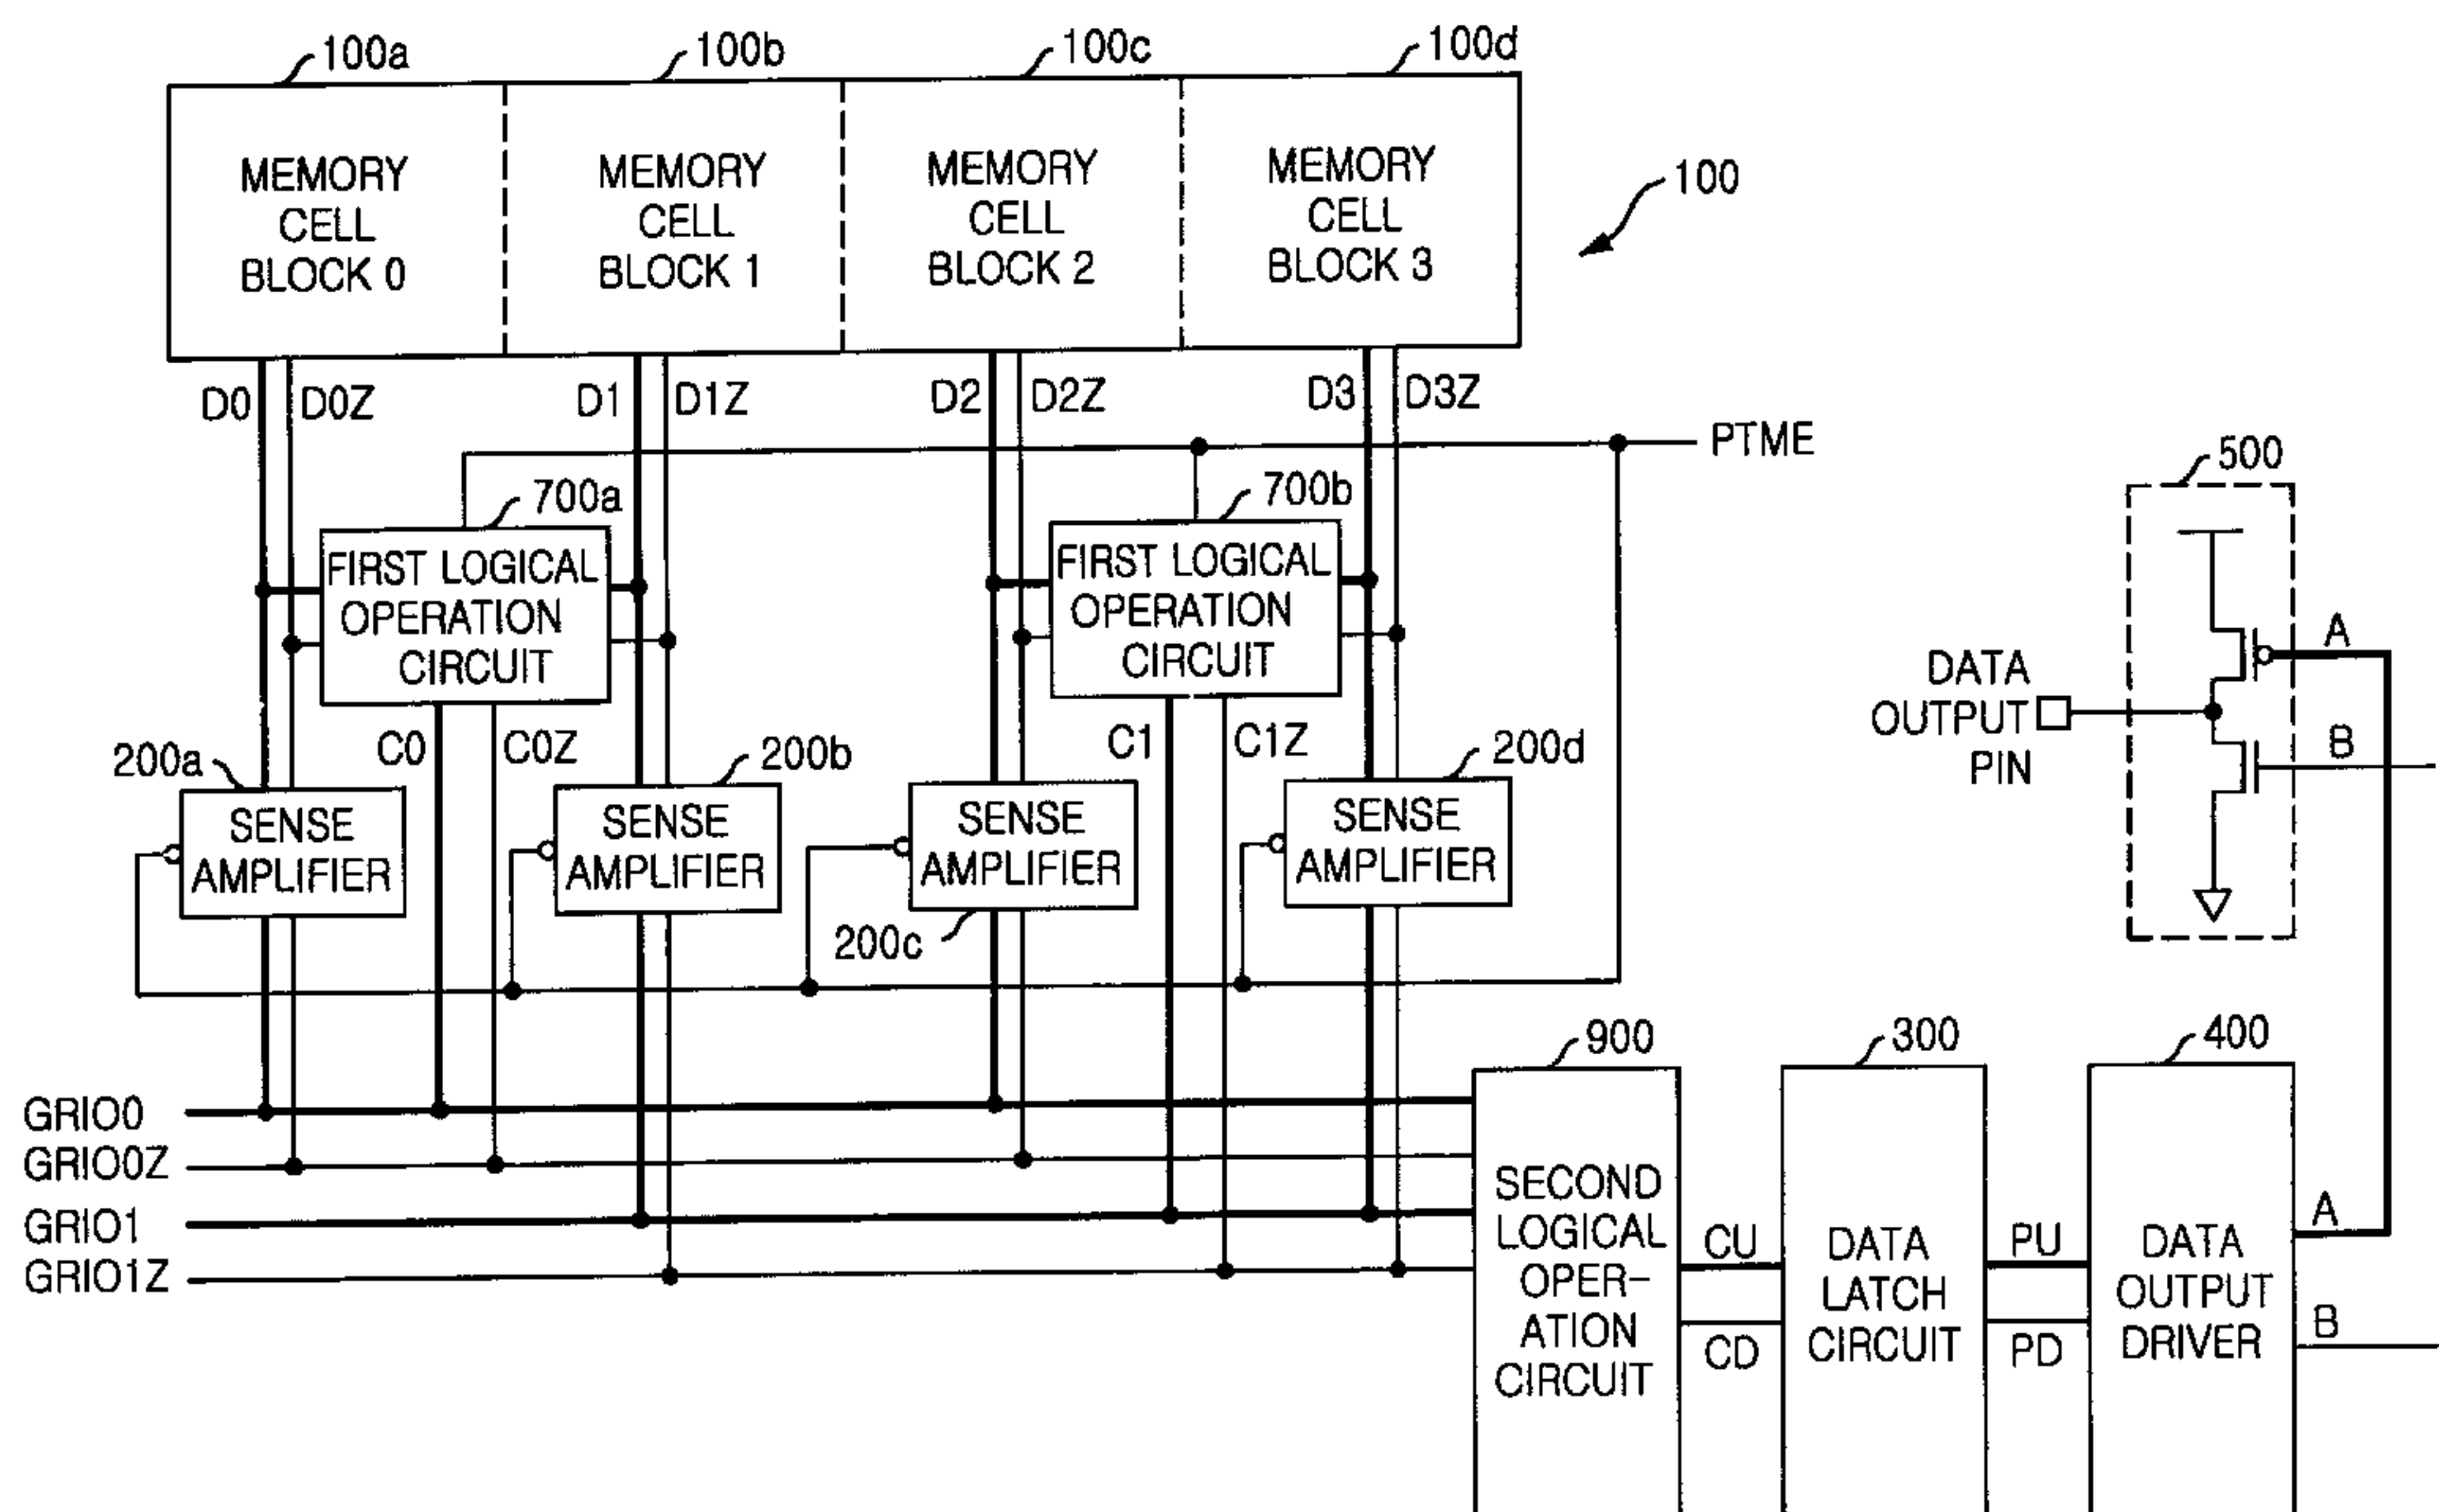 100a
100b
100c
100d
MEMORY
CELL
BLOCK 0
MEMORY
CELL
BLOCK 1
MEMORY
CELL
BLOCK 2
MEMORY
CELL
BLOCK 3
100
D0
D0Z
D1
D1Z
D2
D2Z
D3
D3Z
PTME
700a
FIRST LOGICAL
OPERATION
CIRCUIT
700b
FIRST LOGICAL
OPERATION
CIRCUIT
500
A
DATA
OUTPUT
PIN
B
C0
C0Z
C1
C1Z
200a
SENSE
AMPLIFIER
200b
SENSE
AMPLIFIER
200c
SENSE
AMPLIFIER
200d
SENSE
AMPLIFIER
GRIO0
GRIO0Z
GRIO1
GRIO1Z
900
SECOND
LOGICAL
OPER-
ATION
CIRCUIT
CU
CD
300
DATA
LATCH
CIRCUIT
PU
PD
400
DATA
OUTPUT
DRIVER
A
B